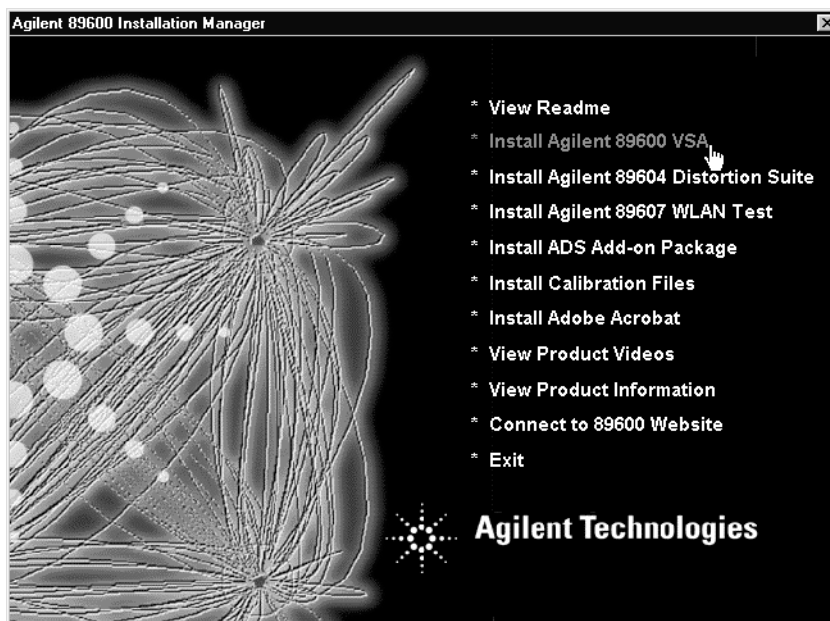 Agilent 89600 Installation Manager
* View Readme
* Install Agilent 89600 VSA
* Install Agilent 89604 Distortion Suite
* Install Agilent 89607 WLAN Test
* Install ADS Add-on Package
* Install Calibration Files
* Install Adobe Acrobat
* View Product Videos
* View Product Information
* Connect to 89600 Website
* Exit
Agilent Technologies